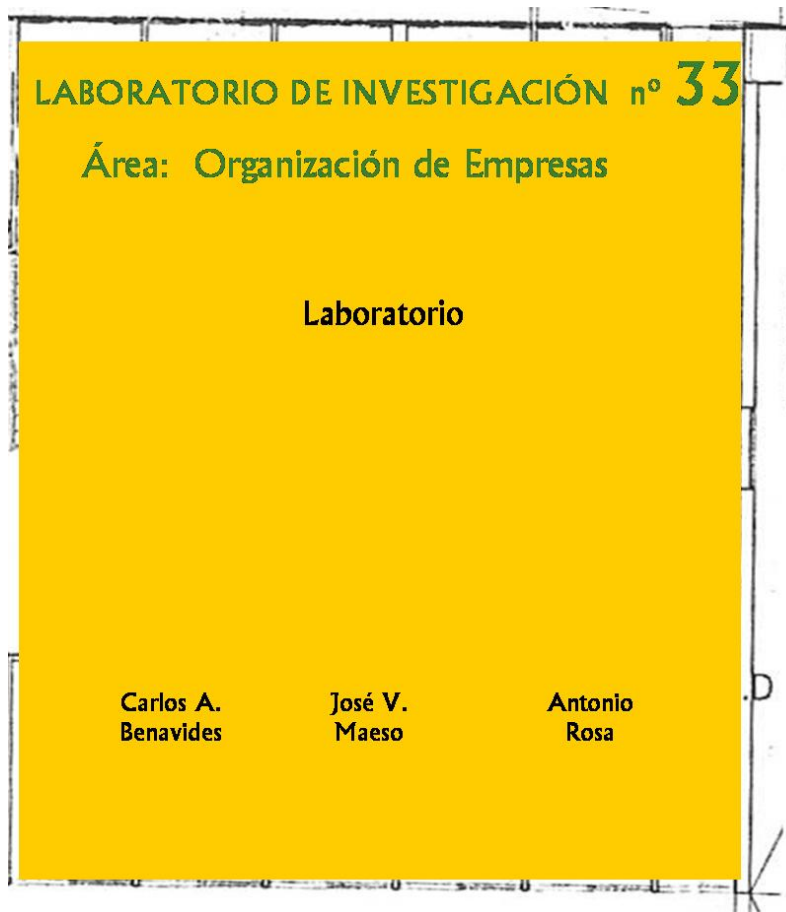 LABORATORIO DE INVESTIGACIÓN nº 33
Área: Organización de Empresas
Laboratorio
Carlos A. José V. Antonio
Benavides Maeso Rosa
.D